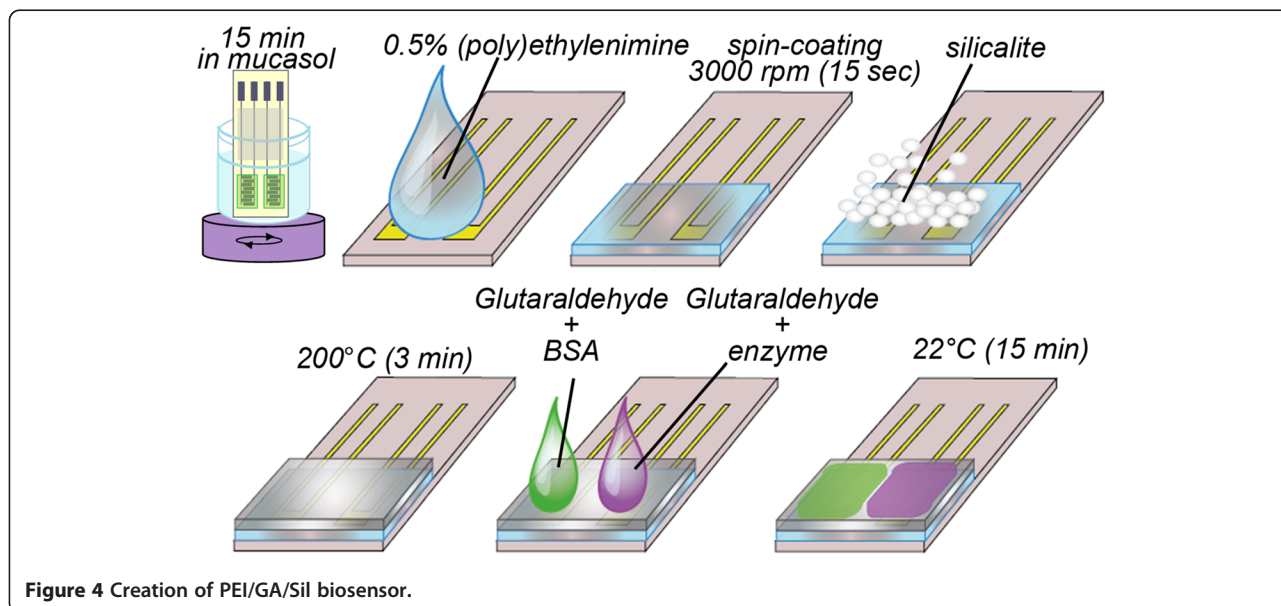 15 min
in mucasol
0.5% (poly)ethylenimine
spin-coating
3000 rpm (15 sec)
silicalite
200°C (3 min)
Glutaraldehyde
+
BSA
Glutaraldehyde
+
enzyme
22°C (15 min)
Figure 4 Creation of PEI/GA/Sil biosensor.